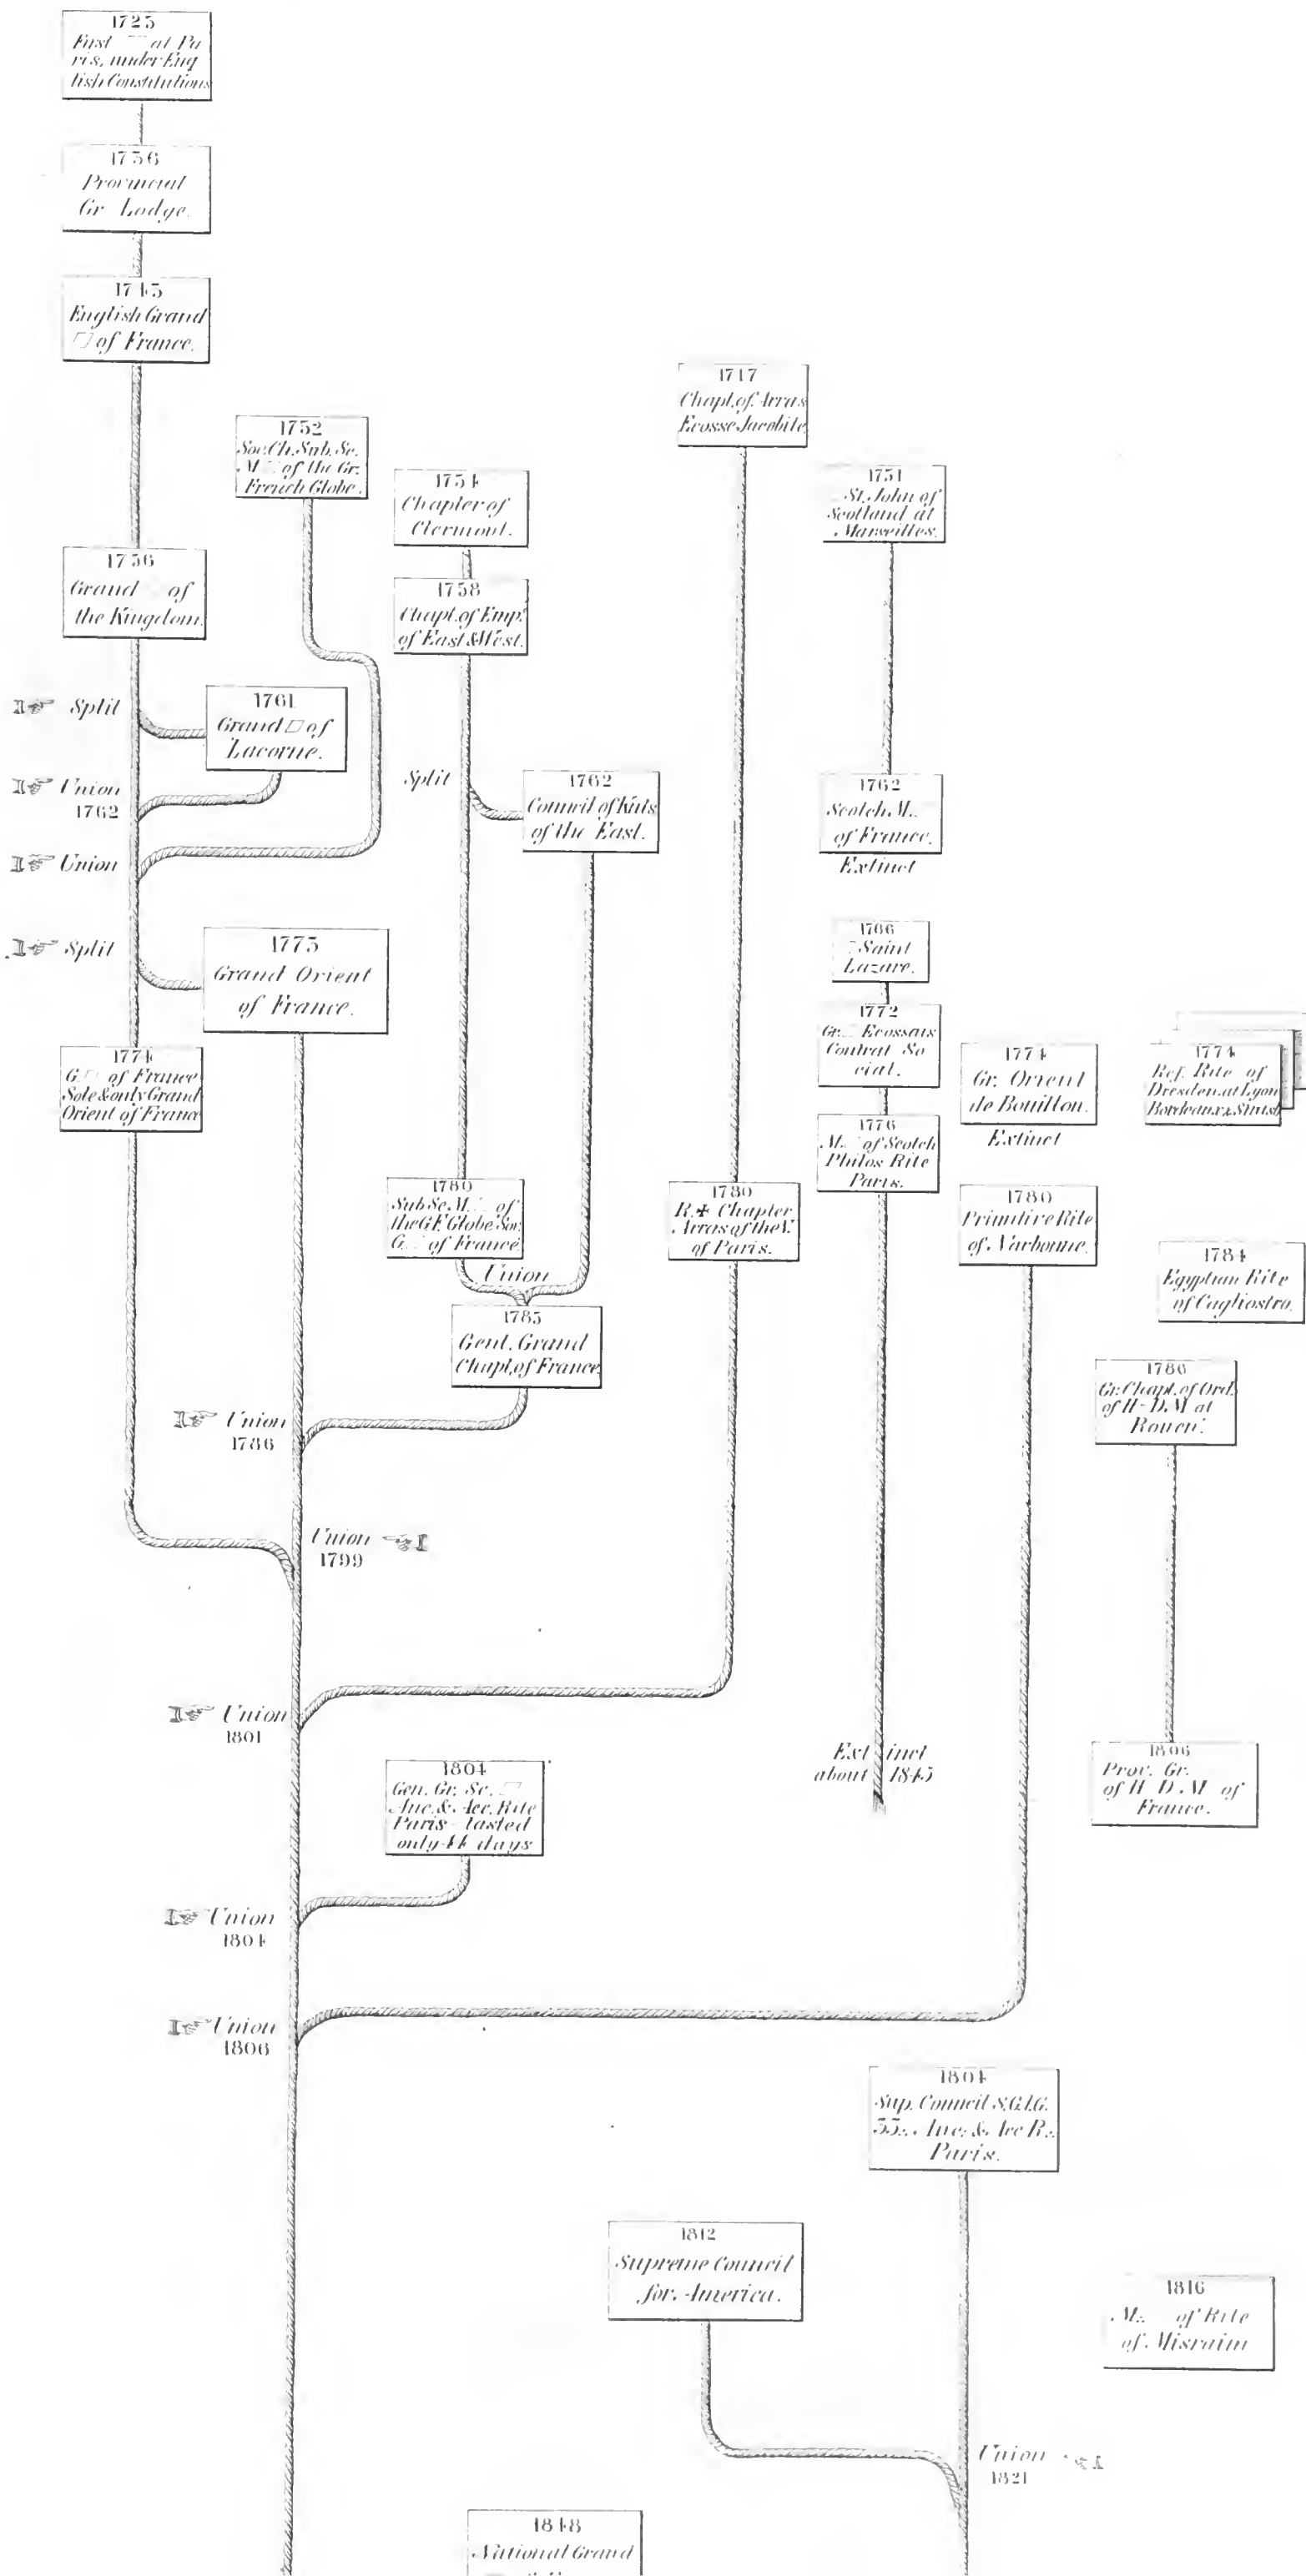 1725
First □ at Pa
ris, under Eng
lish Constitutions
1736
Provincial
Gr Lodge.
1743
English Grand
□ of France.
1717
Chapt. of Arras
Ecosse Jacobite.
1752
Sov. Ch. Sub. Sc.
M□ of the Gr.
French Globe.
1754
Chapter of
Clermont.
1751
St. John of
Scotland at
Marseilles.
1756
Grand □ of
the Kingdom.
1758
Chapt. of Emp.
of East & West.
Split
1761
Grand □ of
Lacorne.
Union
1762
Split
1762
Council of Knts.
of the East.
1762
Scotch M.
of France.
Extinct
Union
Split
1773
Grand Orient
of France.
1766
□ Saint
Lazare.
1772
Gr. □ Ecossais
Contrat So
cial.
1774
G□ of France
Sole & only Grand
Orient of France
1774
Gr. Orient
de Bouillon.
Extinct
1774
Ref. Rite of
Dresden. at Lyon
Bordeaux & Strasb
1776
M. □ of Scotch
Philos Rite
Paris.
1780
Sub Sc. M. □ of
the G.F. Globe Sov.
G. □ of France
1780
R. ✠ Chapter
Arras of the V.
of Paris.
1780
Primitive Rite
of Narbonne.
1784
Egyptian Rite
of Cagliostro.
Union
1785
Genl. Grand
Chapt. of France
1786
Gr. Chapt. of Ord.
of H-D.M at
Rouen.
Union
1786
Union
1799
Union
1801
1804
Gen. Gr. Sc. □
Anc. & Acc. Rite
Paris - lasted
only 44 days
Extinct
about 1845
1806
Prov. Gr.
of H D.M of
France.
Union
1804
Union
1806
1804
Sup. Council S.G.I.G.
33. Anc. & Acc R.
Paris.
1812
Supreme Council
for America.
1816
M. □ of Rite
of Misraim
Union
1821
1848
National Grand